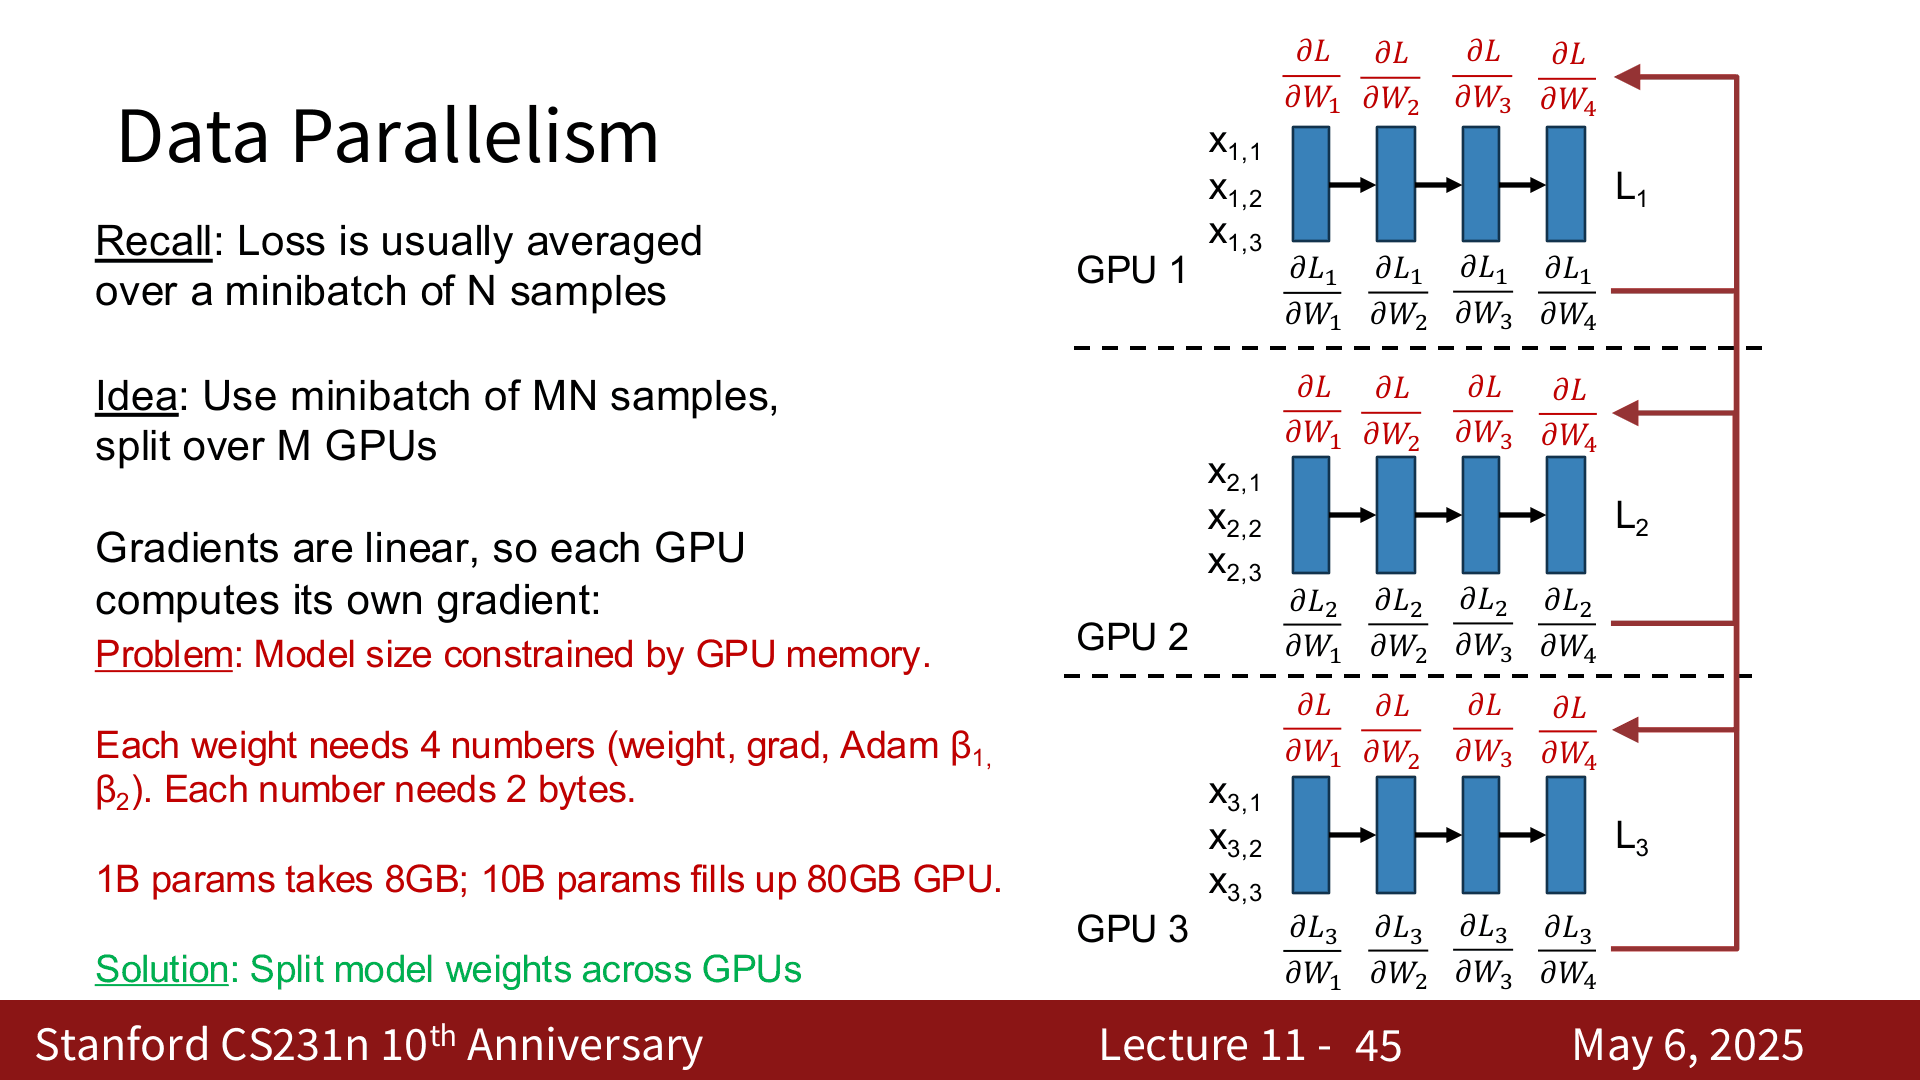 Data Parallelism
Recall: Loss is usually averaged
over a minibatch of N samples
Idea: Use minibatch of MN samples,
split over M GPUs
Gradients are linear, so each GPU
computes its own gradient:
Problem: Model size constrained by GPU memory.
Each weight needs 4 numbers (weight, grad, Adam β₁,
β₂). Each number needs 2 bytes.
1B params takes 8GB; 10B params fills up 80GB GPU.
Solution: Split model weights across GPUs
∂L/∂W₁ ∂L/∂W₂ ∂L/∂W₃ ∂L/∂W₄
x₁,₁
x₁,₂
x₁,₃
L₁
GPU 1
∂L₁/∂W₁ ∂L₁/∂W₂ ∂L₁/∂W₃ ∂L₁/∂W₄
∂L/∂W₁ ∂L/∂W₂ ∂L/∂W₃ ∂L/∂W₄
x₂,₁
x₂,₂
x₂,₃
L₂
GPU 2
∂L₂/∂W₁ ∂L₂/∂W₂ ∂L₂/∂W₃ ∂L₂/∂W₄
∂L/∂W₁ ∂L/∂W₂ ∂L/∂W₃ ∂L/∂W₄
x₃,₁
x₃,₂
x₃,₃
L₃
GPU 3
∂L₃/∂W₁ ∂L₃/∂W₂ ∂L₃/∂W₃ ∂L₃/∂W₄
Stanford CS231n 10th Anniversary
Lecture 11 - 45
May 6, 2025